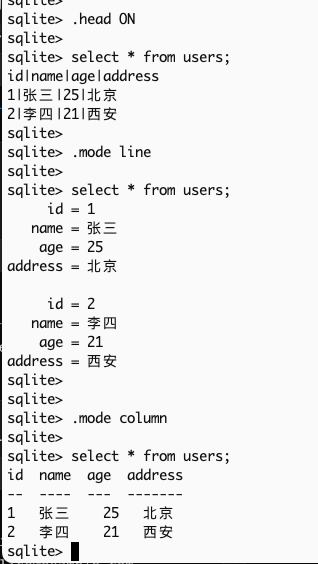 sqlite>
sqlite> .head ON
sqlite>
sqlite> select * from users;
id|name|age|address
1|张三|25|北京
2|李四|21|西安
sqlite>
sqlite> .mode line
sqlite>
sqlite> select * from users;
     id = 1
   name = 张三
    age = 25
address = 北京

     id = 2
   name = 李四
    age = 21
address = 西安
sqlite>
sqlite>
sqlite> .mode column
sqlite>
sqlite> select * from users;
id  name  age  address
--  ----  ---  -------
1   张三    25   北京
2   李四    21   西安
sqlite>